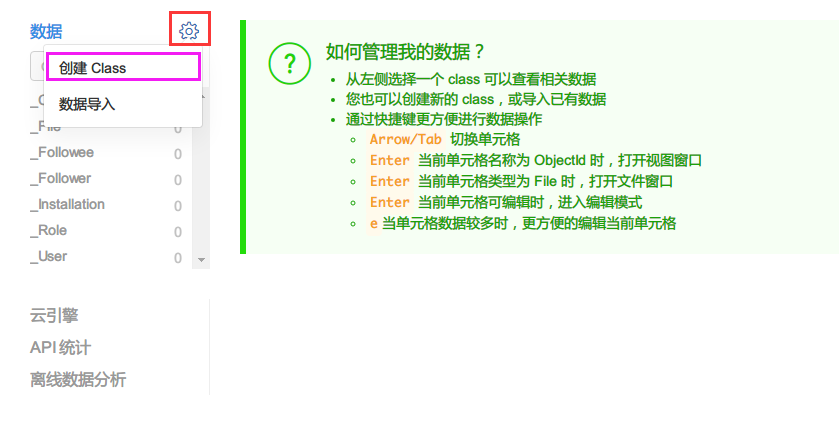 数据
创建 Class
数据导入
_File 0
_Followee 0
_Follower 0
_Installation 0
_Role 0
_User 0
云引擎
API 统计
离线数据分析
?
如何管理我的数据？
• 从左侧选择一个 class 可以查看相关数据
• 您也可以创建新的 class，或导入已有数据
• 通过快捷键更方便进行数据操作
◦ Arrow/Tab 切换单元格
◦ Enter 当前单元格名称为 ObjectId 时，打开视图窗口
◦ Enter 当前单元格类型为 File 时，打开文件窗口
◦ Enter 当前单元格可编辑时，进入编辑模式
◦ e 当单元格数据较多时，更方便的编辑当前单元格